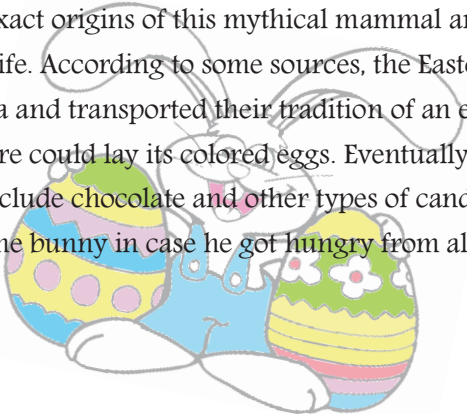 xact origins of this mythical mammal ar
ife. According to some sources, the Easte
a and transported their tradition of an e
re could lay its colored eggs. Eventually
clude chocolate and other types of cand
ne bunny in case he got hungry from al